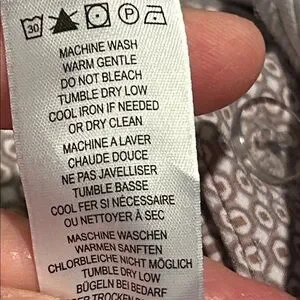 30 P
MACHINE WASH
WARM GENTLE
DO NOT BLEACH
TUMBLE DRY LOW
COOL IRON IF NEEDED
OR DRY CLEAN
MACHINE A LAVER
CHAUDE DOUCE
NE PAS JAVELLISER
TUMBLE BASSE
COOL FER SI NÉCESSAIRE
OU NETTOYER À SEC
MASCHINE WASCHEN
WARMEN SANFTEN
CHLORBLEICHE NICHT MÖGLICH
TUMBLE DRY LOW
BÜGELN BEI BEDARF